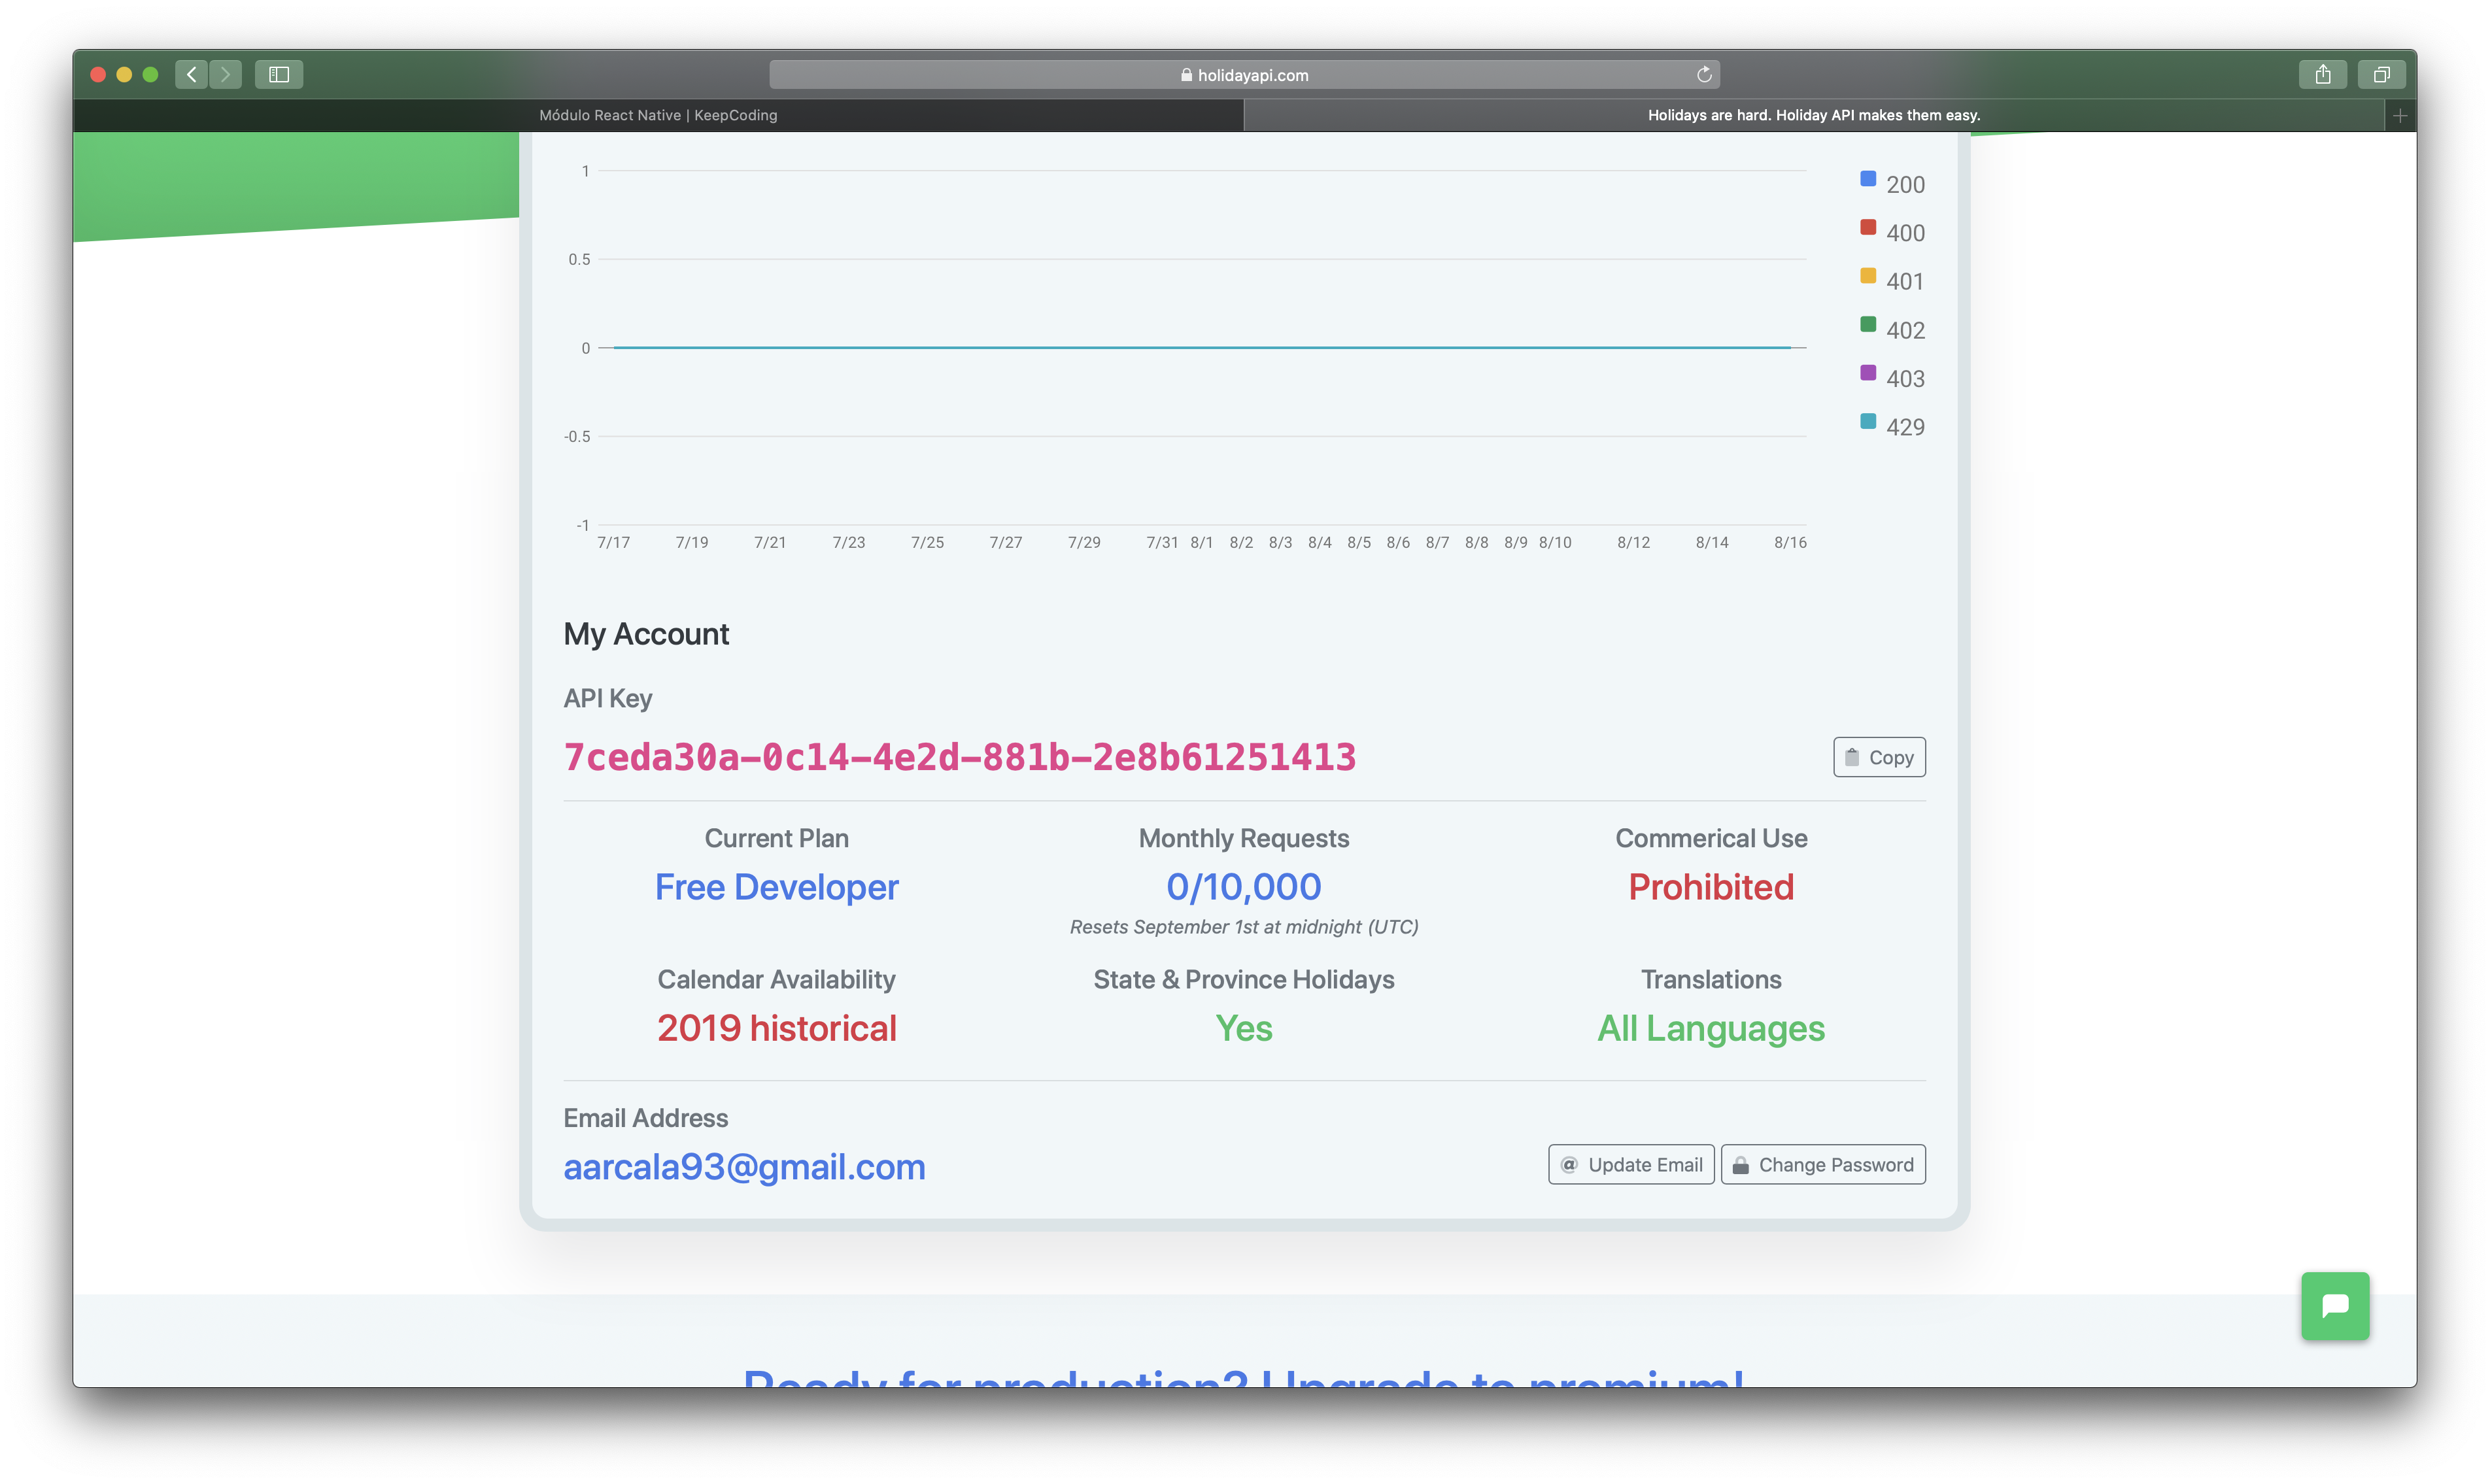 holidayapi.com
Módulo React Native | KeepCoding
Holidays are hard. Holiday API makes them easy.
1
0.5
0
-0.5
-1
7/17 7/19 7/21 7/23 7/25 7/27 7/29 7/31 8/1 8/2 8/3 8/4 8/5 8/6 8/7 8/8 8/9 8/10 8/12 8/14 8/16
200
400
401
402
403
429
My Account
API Key
7ceda30a-0c14-4e2d-881b-2e8b61251413
Copy
Current Plan
Free Developer
Monthly Requests
0/10,000
Resets September 1st at midnight (UTC)
Commerical Use
Prohibited
Calendar Availability
2019 historical
State & Province Holidays
Yes
Translations
All Languages
Email Address
aarcala93@gmail.com
@ Update Email
Change Password
Ready for production? Upgrade to premium!